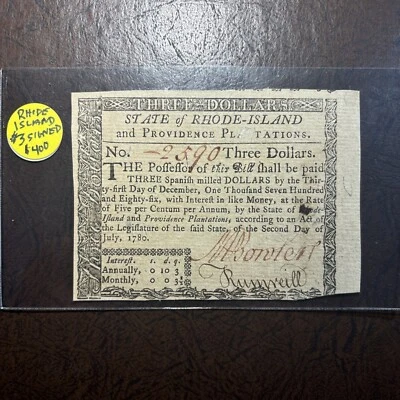 RHODE
ISLAND
#3 SIGNED
$400
THREE-DOLLARS.
STATE of RHODE-ISLAND
and PROVIDENCE PL TATIONS.
No. 2590 Three Dollars.
THE Possessor of this Bill shall be paid
THREE Spanish milled DOLLARS by the Thir-
ty-first Day of December, One Thousand Seven Hundred
and Eighty-six, with Interest in like Money, at the Rate
of Five per Centum per Annum, by the State of Rhode-
Island and Providence Plantations, according to an Act of
the Legislature of the said State, of the Second Day of
July, 1780.
Interest. s. d. q.
Annually, 0 10 3
Monthly, 0 0 3
Bowler